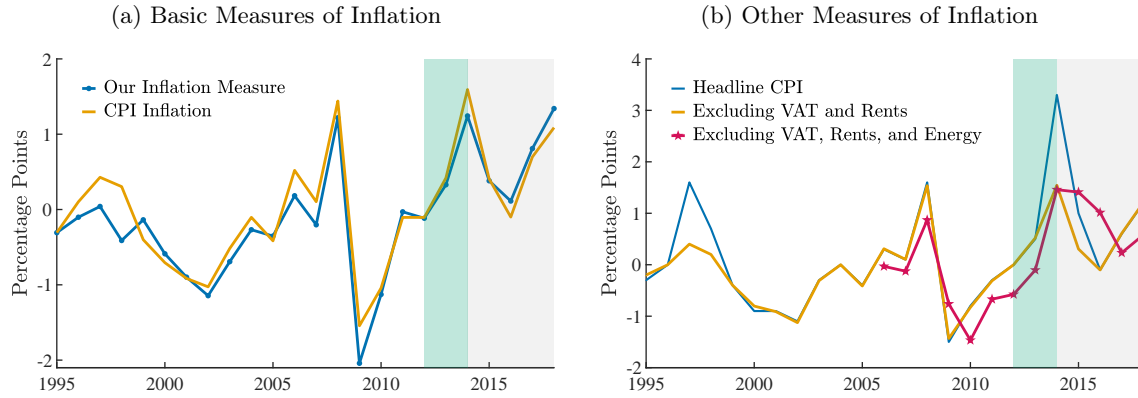 (a) Basic Measures of Inflation
Percentage Points
2
1
0
-1
-2
Our Inflation Measure
CPI Inflation
1995
2000
2005
2010
2015
(b) Other Measures of Inflation
Percentage Points
4
3
2
1
0
-1
-2
Headline CPI
Excluding VAT and Rents
Excluding VAT, Rents, and Energy
1995
2000
2005
2010
2015